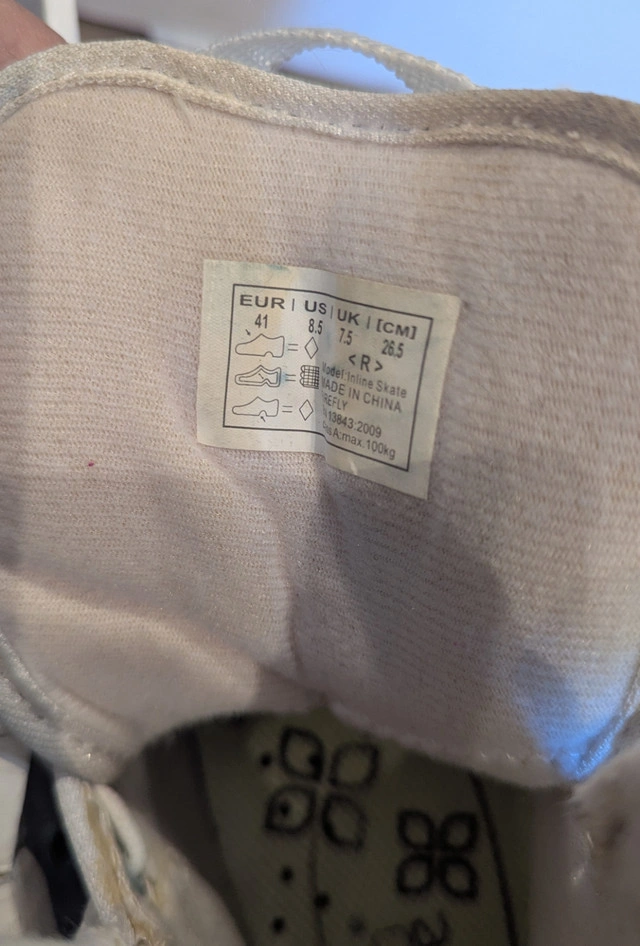 EUR | US | UK | [CM]
41 8.5 7.5 26.5
<R>
Model:Inline Skate
MADE IN CHINA
13843:2009
A:max.100kg